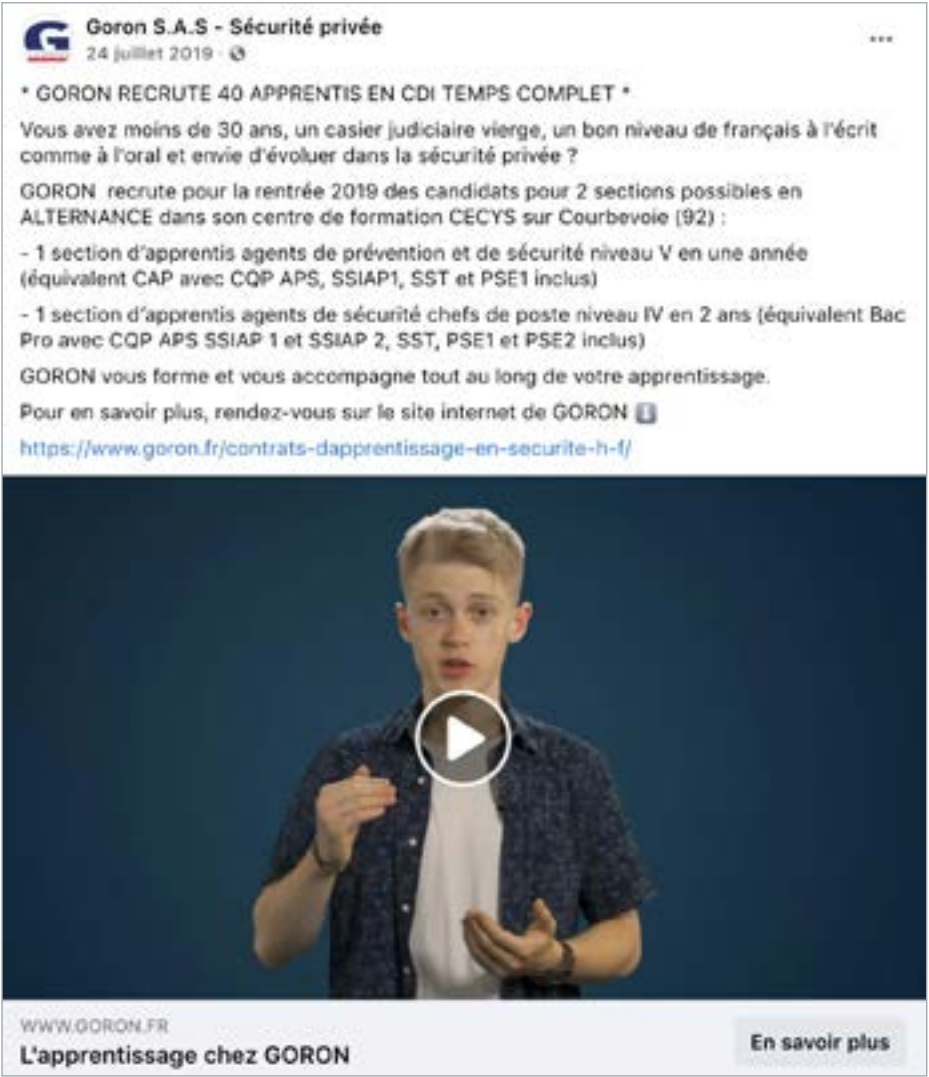 Goron S.A.S - Sécurité privée
24 juillet 2019 ·
* GORON RECRUTE 40 APPRENTIS EN CDI TEMPS COMPLET *
Vous avez moins de 30 ans, un casier judiciaire vierge, un bon niveau de français à l'écrit
comme à l'oral et envie d'évoluer dans la sécurité privée ?
GORON recrute pour la rentrée 2019 des candidats pour 2 sections possibles en
ALTERNANCE dans son centre de formation CECYS sur Courbevoie (92) :
- 1 section d'apprentis agents de prévention et de sécurité niveau V en une année
(équivalent CAP avec CQP APS, SSIAP1, SST et PSE1 inclus)
- 1 section d'apprentis agents de sécurité chefs de poste niveau IV en 2 ans (équivalent Bac
Pro avec CQP APS SSIAP 1 et SSIAP 2, SST, PSE1 et PSE2 inclus)
GORON vous forme et vous accompagne tout au long de votre apprentissage.
Pour en savoir plus, rendez-vous sur le site internet de GORON ⬇️
https://www.goron.fr/contrats-dapprentissage-en-securite-h-f/
WWW.GORON.FR
L'apprentissage chez GORON
En savoir plus